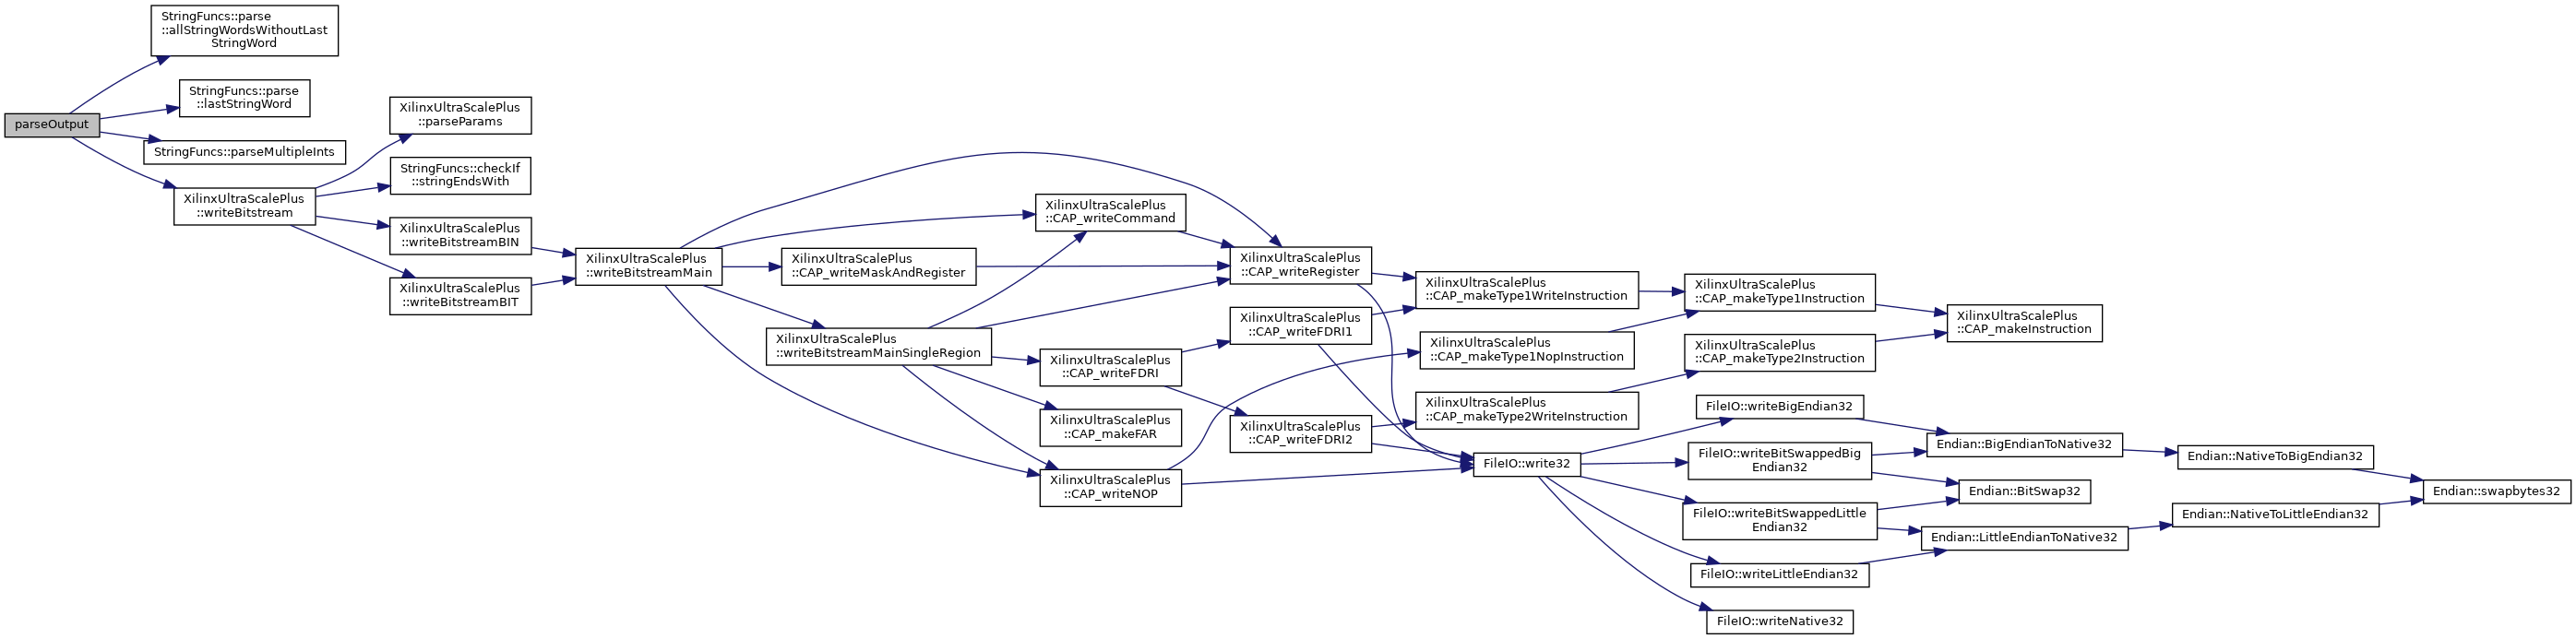 parseOutput
StringFuncs::parse
::allStringWordsWithoutLast
StringWord
StringFuncs::parse
::lastStringWord
StringFuncs::parseMultipleInts
XilinxUltraScalePlus
::writeBitstream
XilinxUltraScalePlus
::parseParams
StringFuncs::checkIf
::stringEndsWith
XilinxUltraScalePlus
::writeBitstreamBIN
XilinxUltraScalePlus
::writeBitstreamBIT
XilinxUltraScalePlus
::writeBitstreamMain
XilinxUltraScalePlus
::CAP_writeMaskAndRegister
XilinxUltraScalePlus
::writeBitstreamMainSingleRegion
XilinxUltraScalePlus
::CAP_writeCommand
XilinxUltraScalePlus
::CAP_writeFDRI
XilinxUltraScalePlus
::CAP_makeFAR
XilinxUltraScalePlus
::CAP_writeNOP
XilinxUltraScalePlus
::CAP_writeRegister
XilinxUltraScalePlus
::CAP_writeFDRI1
XilinxUltraScalePlus
::CAP_writeFDRI2
XilinxUltraScalePlus
::CAP_makeType1WriteInstruction
XilinxUltraScalePlus
::CAP_makeType1NopInstruction
XilinxUltraScalePlus
::CAP_makeType2WriteInstruction
FileIO::write32
XilinxUltraScalePlus
::CAP_makeType1Instruction
XilinxUltraScalePlus
::CAP_makeType2Instruction
FileIO::writeBigEndian32
FileIO::writeBitSwappedBig
Endian32
FileIO::writeBitSwappedLittle
Endian32
FileIO::writeLittleEndian32
FileIO::writeNative32
XilinxUltraScalePlus
::CAP_makeInstruction
Endian::BigEndianToNative32
Endian::BitSwap32
Endian::LittleEndianToNative32
Endian::NativeToBigEndian32
Endian::NativeToLittleEndian32
Endian::swapbytes32